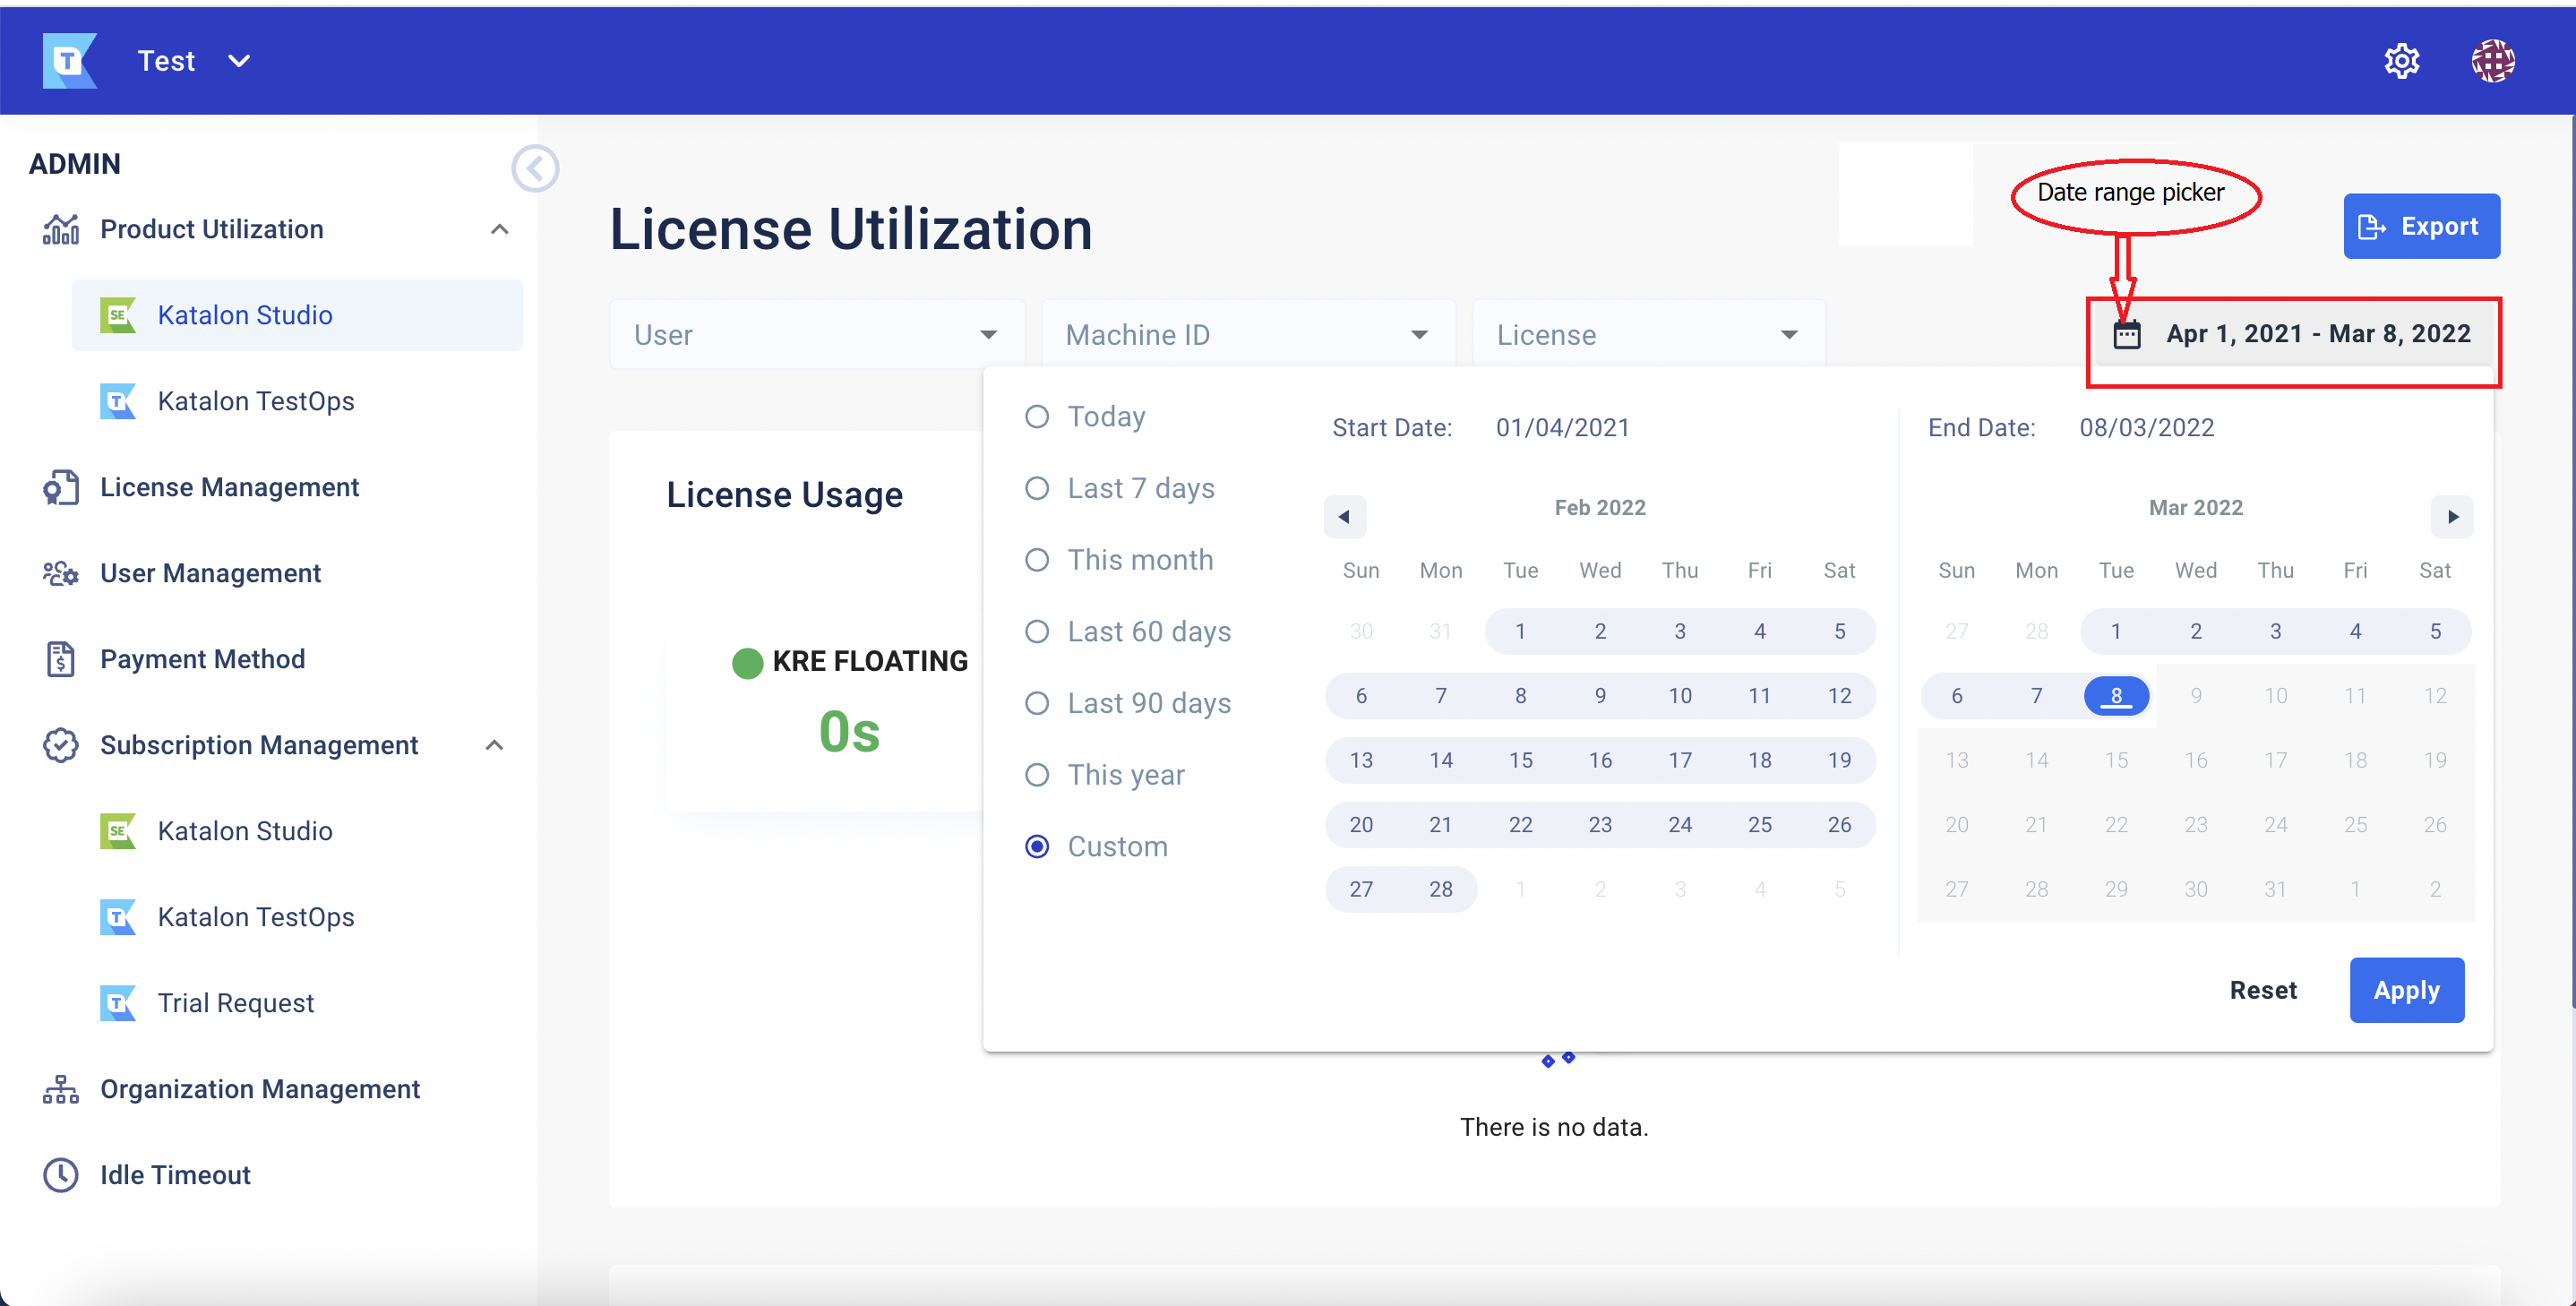 Test
ADMIN
Product Utilization
Katalon Studio
Katalon TestOps
License Management
User Management
Payment Method
Subscription Management
Katalon Studio
Katalon TestOps
Trial Request
Organization Management
Idle Timeout
License Utilization
Date range picker
Export
User
Machine ID
License
Apr 1, 2021 - Mar 8, 2022
License Usage
KRE FLOATING
0s
Today
Last 7 days
This month
Last 60 days
Last 90 days
This year
Custom
Start Date: 01/04/2021
Feb 2022
Sun Mon Tue Wed Thu Fri Sat
30 31 1 2 3 4 5
6 7 8 9 10 11 12
13 14 15 16 17 18 19
20 21 22 23 24 25 26
27 28 1 2 3 4 5
End Date: 08/03/2022
Mar 2022
Sun Mon Tue Wed Thu Fri Sat
27 28 1 2 3 4 5
6 7 8 9 10 11 12
13 14 15 16 17 18 19
20 21 22 23 24 25 26
27 28 29 30 31 1 2
Reset
Apply
There is no data.